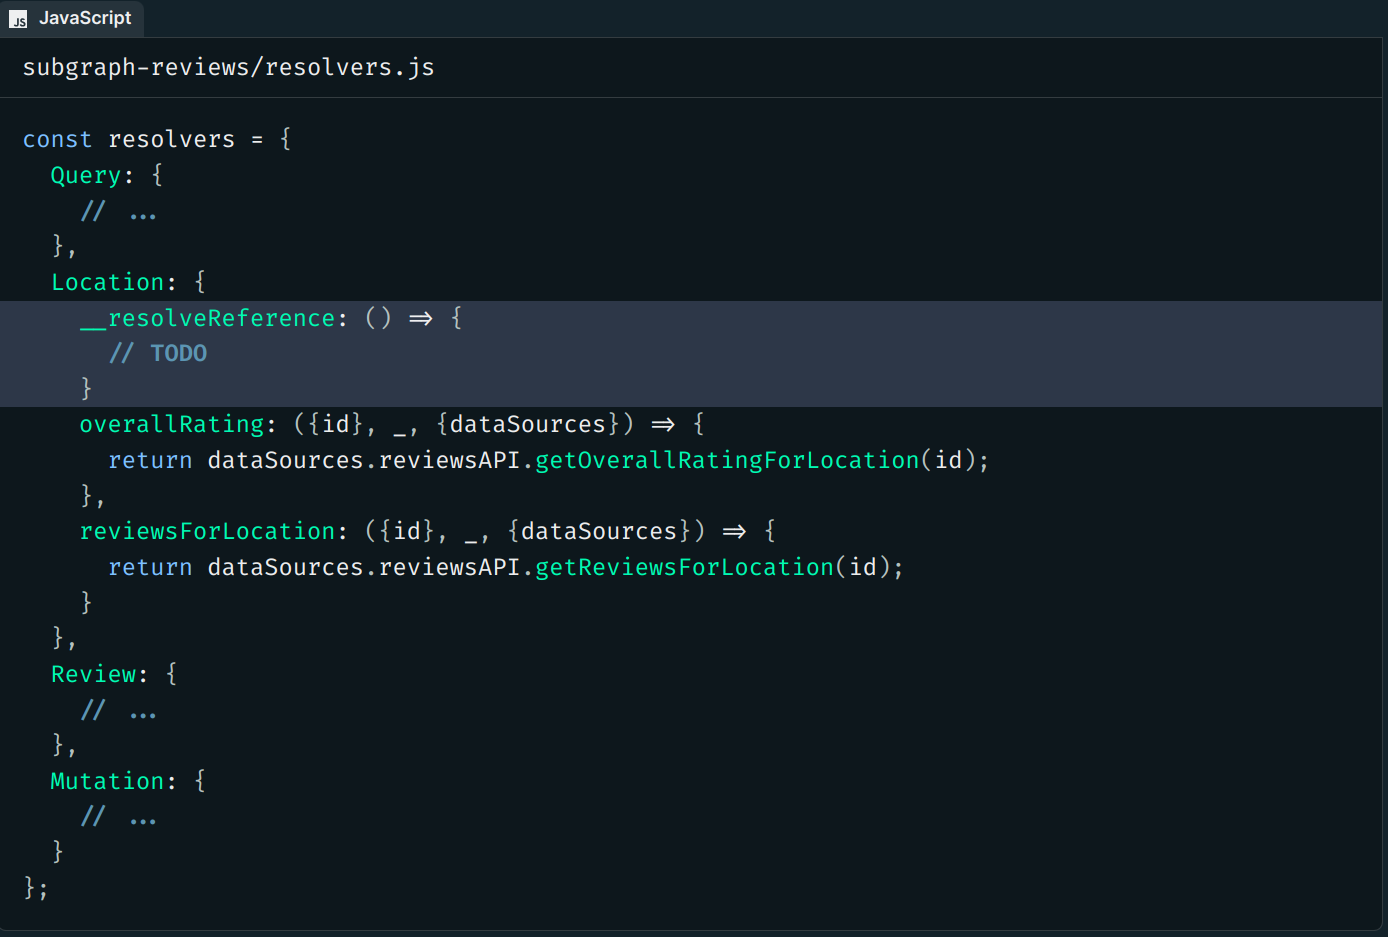 JS JavaScript
subgraph-reviews/resolvers.js
const resolvers = {
  Query: {
    // ...
  },
  Location: {
    __resolveReference: () => {
      // TODO
    }
    overallRating: ({id}, _, {dataSources}) => {
      return dataSources.reviewsAPI.getOverallRatingForLocation(id);
    },
    reviewsForLocation: ({id}, _, {dataSources}) => {
      return dataSources.reviewsAPI.getReviewsForLocation(id);
    }
  },
  Review: {
    // ...
  },
  Mutation: {
    // ...
  }
};